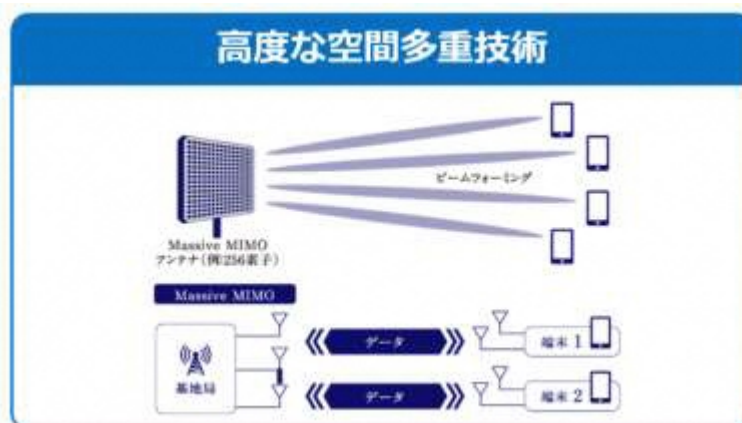 高度な空間多重技術
ビームフォーミング
Massive MIMO
アンテナ(例:256素子)
Massive MIMO
データ
端末 1
基地局
データ
端末 2